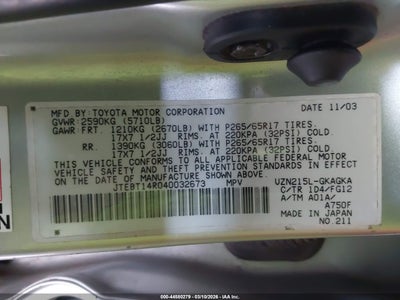 MFD. BY: TOYOTA MOTOR CORPORATION DATE 11/03
GVWR: 2590KG (5710LB)
GAWR: FRT. 1210KG (2670LB) WITH P265/65R17 TIRES.
17X7 1/2JJ RIMS. AT 220KPA (32PSI) COLD.
RR. 1390KG (3060LB) WITH P265/65R17 TIRES.
17X7 1/2JJ RIMS. AT 220KPA (32PSI) COLD.
THIS VEHICLE CONFORMS TO ALL APPLICABLE FEDERAL MOTOR
VEHICLE SAFETY AND THEFT PREVENTION STANDARDS IN
EFFECT ON THE DATE OF MANUFACTURE SHOWN ABOVE.
JTEBT14R040032673 MPV UZN215L-GKAGKA
C/TR 1D4/FG12
A/TM A01A/
A750F
MADE IN JAPAN
NO.211
000-44580279 - 03/10/2026 - IAA, Inc.